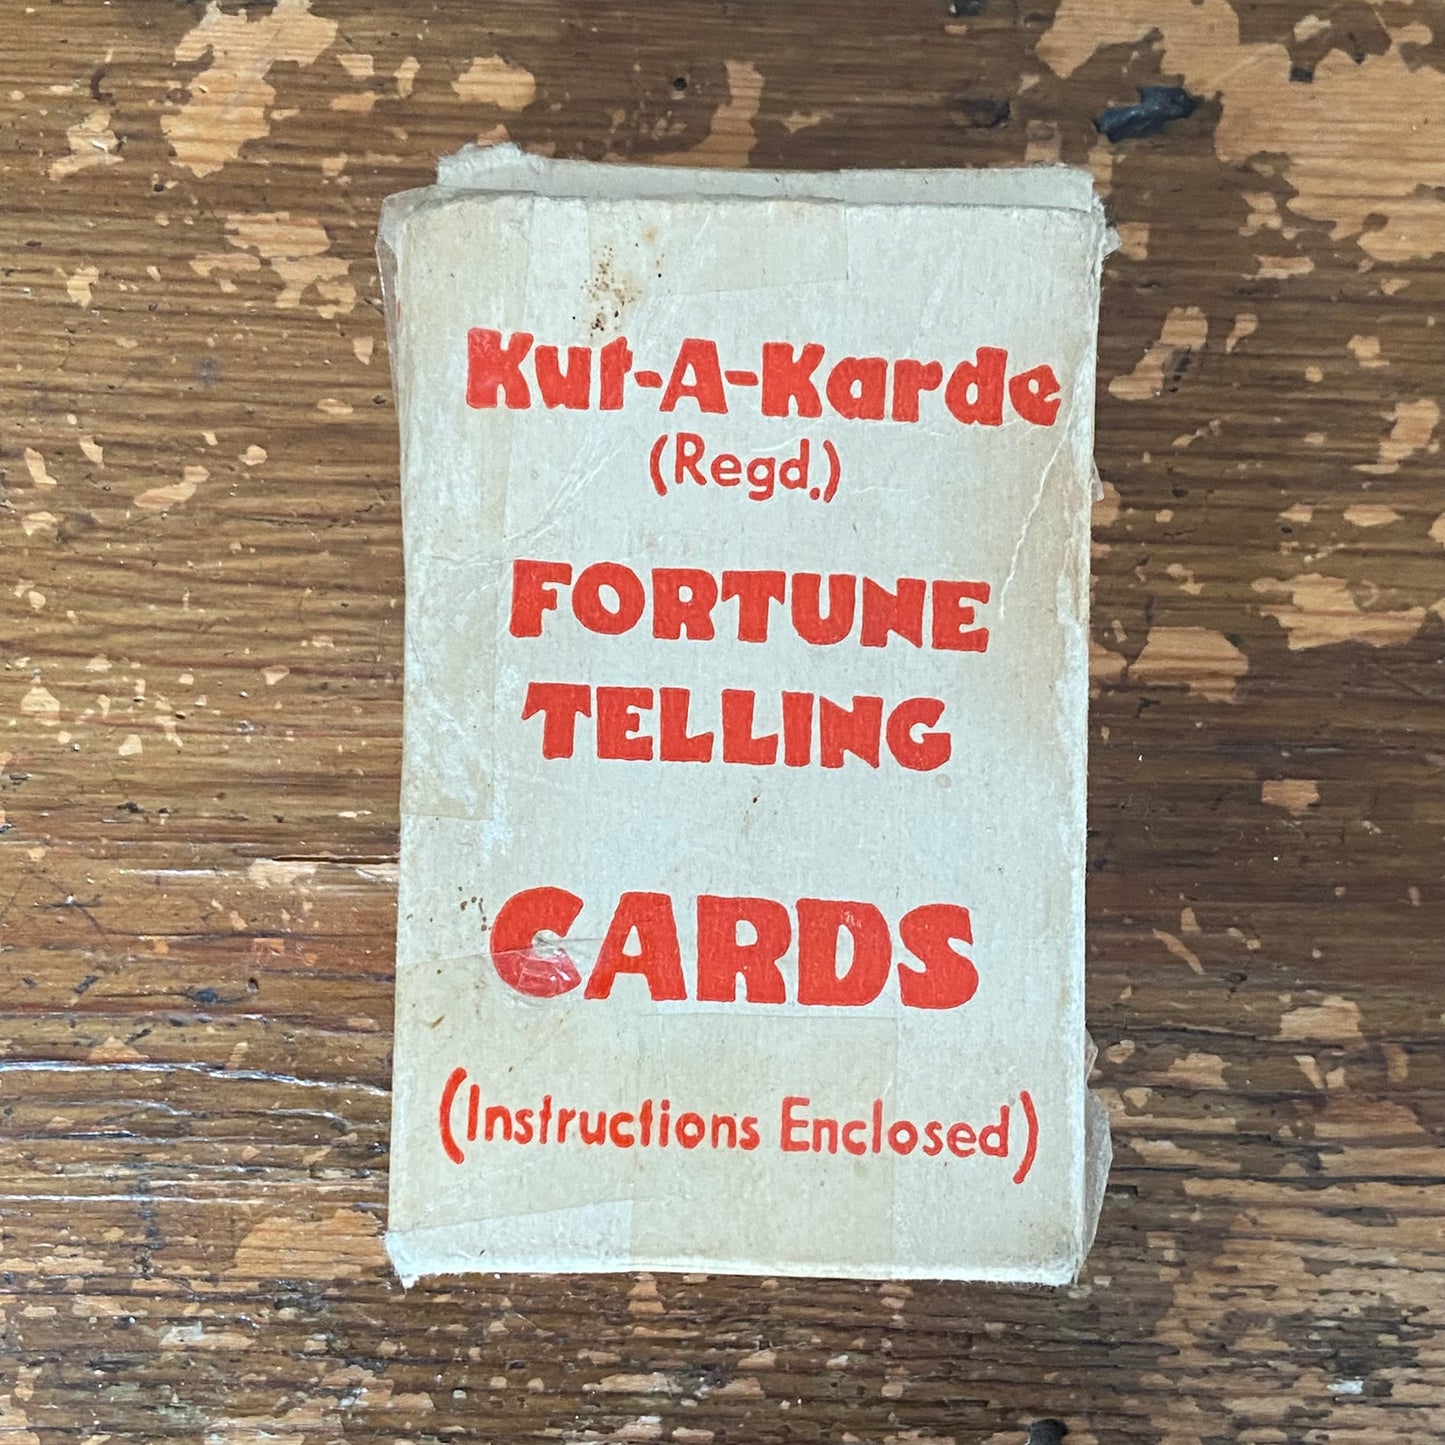 Kut-A-Karde
(Regd.)
FORTUNE
TELLING
CARDS
(Instructions Enclosed)